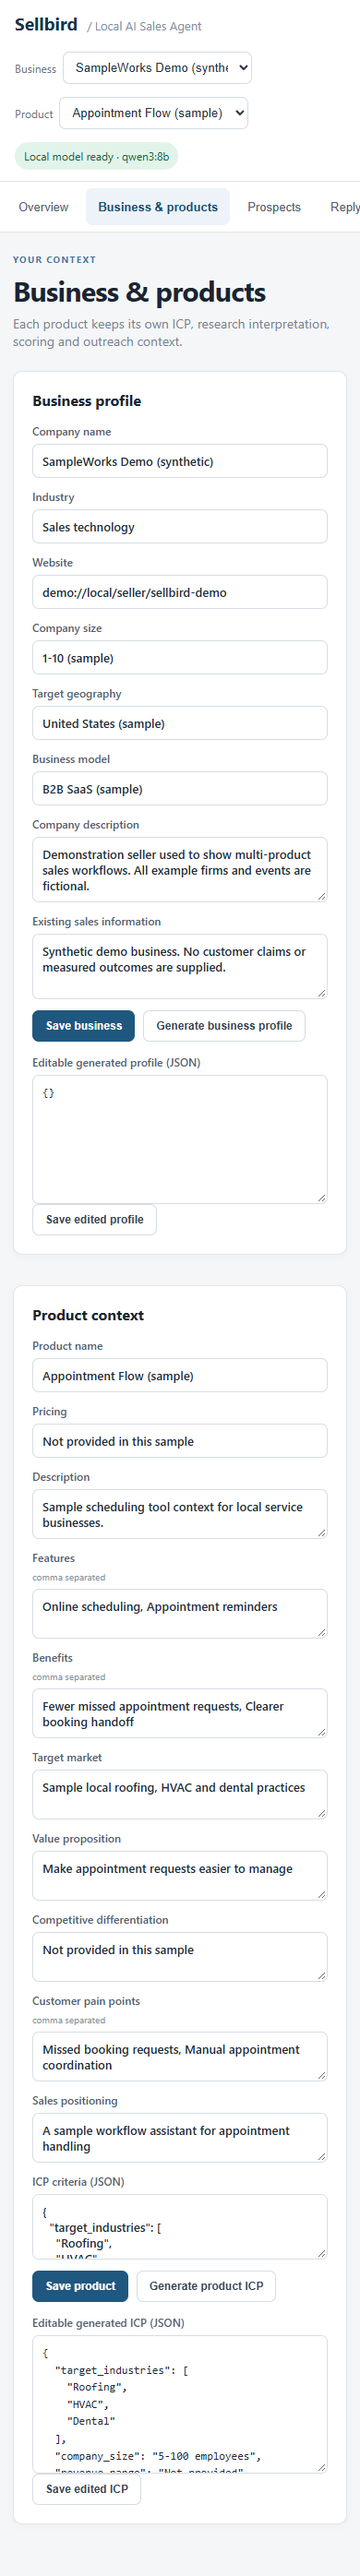 Sellbird / Local AI Sales Agent
Business SampleWorks Demo (synthe
Product Appointment Flow (sample)
Local model ready · qwen3:8b
Overview Business & products Prospects Reply
YOUR CONTEXT
Business & products
Each product keeps its own ICP, research interpretation,
scoring and outreach context.
Business profile
Company name
SampleWorks Demo (synthetic)
Industry
Sales technology
Website
demo://local/seller/sellbird-demo
Company size
1-10 (sample)
Target geography
United States (sample)
Business model
B2B SaaS (sample)
Company description
Demonstration seller used to show multi-product
sales workflows. All example firms and events are
fictional.
Existing sales information
Synthetic demo business. No customer claims or
measured outcomes are supplied.
Save business Generate business profile
Editable generated profile (JSON)
{}
Save edited profile
Product context
Product name
Appointment Flow (sample)
Pricing
Not provided in this sample
Description
Sample scheduling tool context for local service
businesses.
Features
comma separated
Online scheduling, Appointment reminders
Benefits
comma separated
Fewer missed appointment requests, Clearer
booking handoff
Target market
Sample local roofing, HVAC and dental practices
Value proposition
Make appointment requests easier to manage
Competitive differentiation
Not provided in this sample
Customer pain points
comma separated
Missed booking requests, Manual appointment
coordination
Sales positioning
A sample workflow assistant for appointment
handling
ICP criteria (JSON)
{
"target_industries": [
"Roofing",
"HVAC"
Save product Generate product ICP
Editable generated ICP (JSON)
{
"target_industries": [
"Roofing",
"HVAC",
"Dental"
],
"company_size": "5-100 employees",
"revenue_range": "Not provided"
Save edited ICP